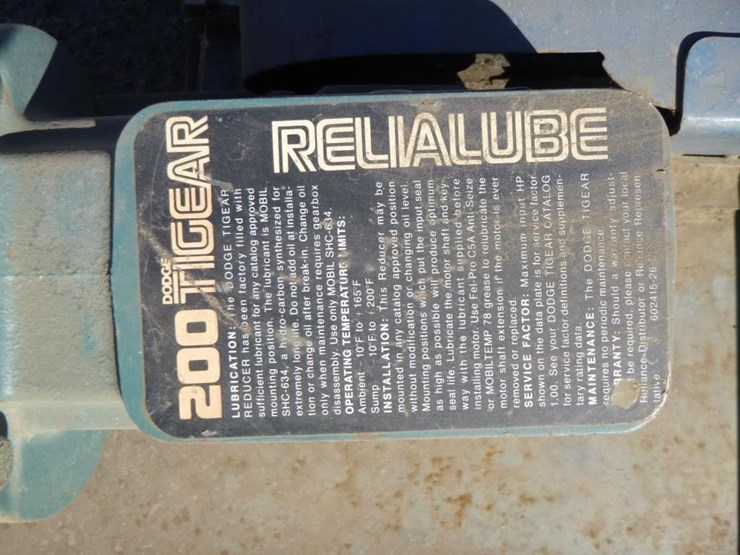 RELIALUBE
DODGE
200 TIGEAR
LUBRICATION: The DODGE TIGEAR
REDUCER has been factory filled with
sufficient lubricant for any catalog approved
mounting position. The lubricant is MOBIL
SHC-634, a hydro-carbon synthesized for
extremely long life. Do not add oil at installa-
tion or change oil after break-in. Change oil
only when maintenance requires gearbox
disassembly. Use only MOBIL SHC-634.
OPERATING TEMPERATURE LIMITS:
Ambient -10°F to +165°F
Sump 10°F to +200°F
INSTALLATION: This Reducer may be
mounted in any catalog approved position
without modification or changing oil level.
Mounting positions which put the input seal
as high as possible will produce optimum
seal life. Lubricate the motor shaft and key-
way with the lubricant supplied before
installing motor. Use Fel-Pro C5A Anti-Seize
or MOBILTEMP 78 grease to relubricate the
motor shaft extension if the motor is ever
removed or replaced.
SERVICE FACTOR: Maximum input HP
shown on the data plate is for service factor
1.00. See your DODGE TIGEAR CATALOG
for service factor definitions and supplemen-
tary rating data.
MAINTENANCE: The DODGE TIGEAR
requires no periodic maintenance.
RRANTY: Should a warranty adjust-
be required, please contact your local
Reliance Distributor or Reliance Represen
tative 602415-26